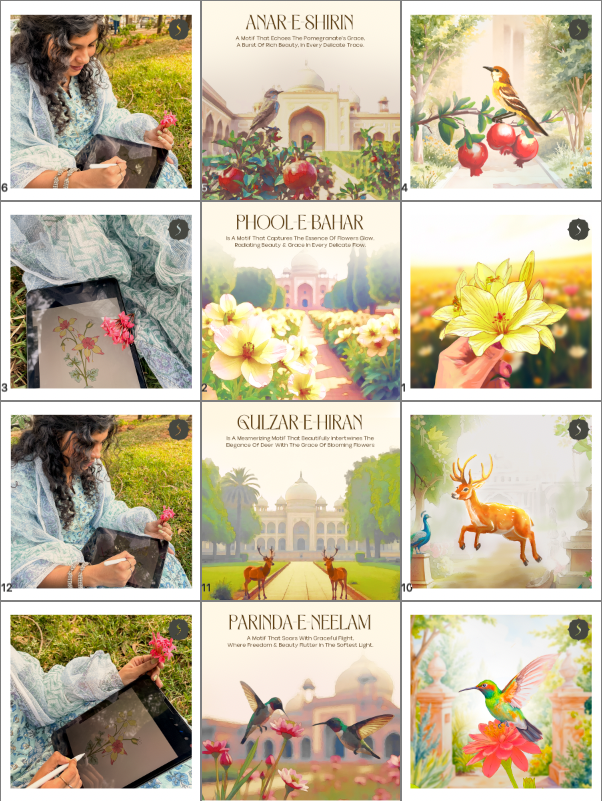 6
ANAR-E-SHIRIN
A Motif That Echoes The Pomegranate's Grace,
A Burst Of Rich Beauty, In Every Delicate Trace.
5
4
S
S
3
PHOOL-E-BAHAR
Is A Motif That Captures The Essence Of Flowers Glow,
Radiating Beauty & Grace In Every Delicate Flow.
2
1
S
S
12
GULZAR-E-HIRAN
Is A Mesmerizing Motif That Beautifully Intertwines The
Elegance Of Deer With The Grace Of Blooming Flowers
11
10
S
S
PARINDA-E-NEELAM
A Motif That Soars With Graceful Flight,
Where Freedom & Beauty Flutter In The Softest Light.
S
S